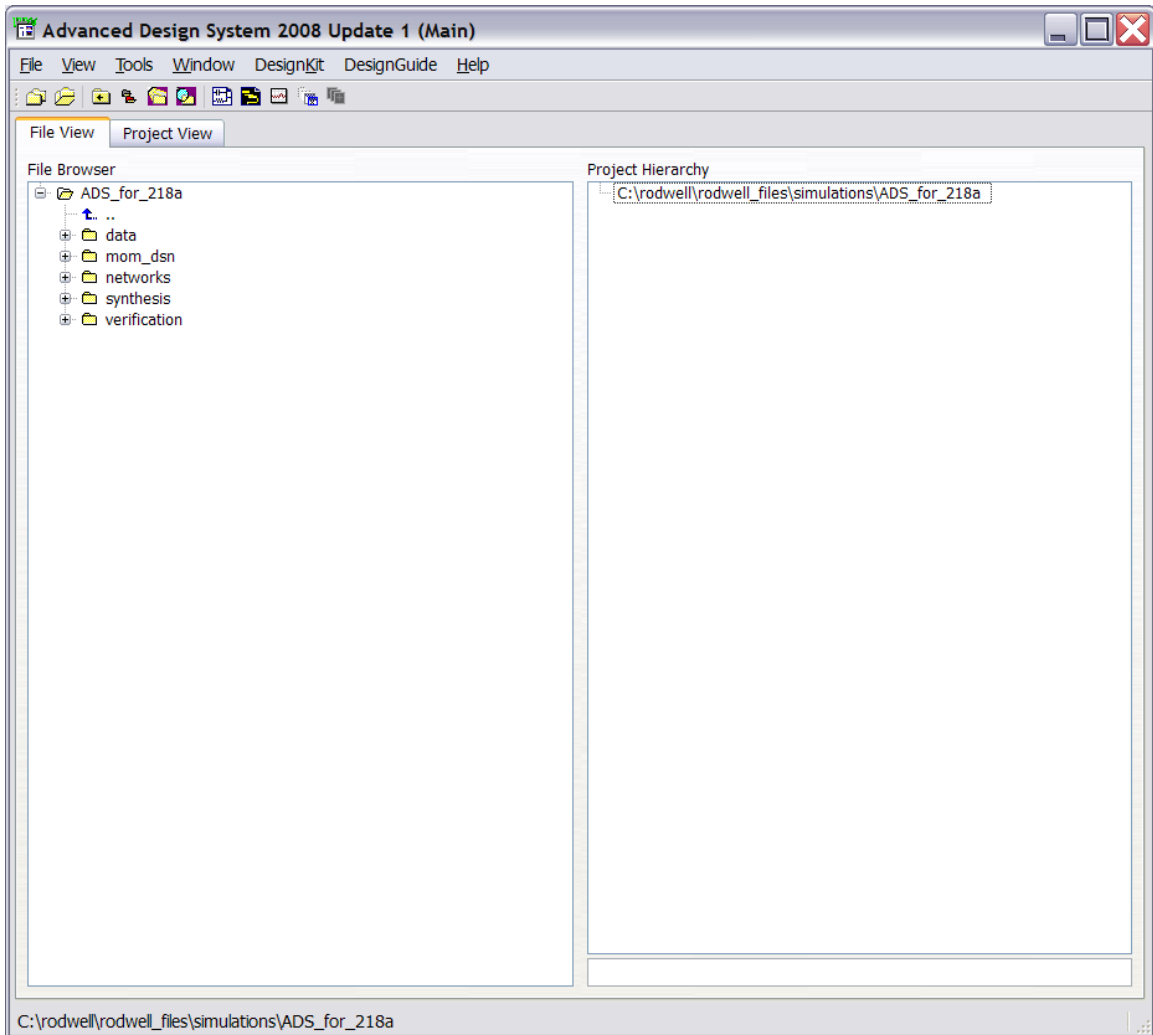 Advanced Design System 2008 Update 1 (Main)
File View Tools Window DesignKit DesignGuide Help
File View Project View
File Browser
ADS_for_218a
..
data
mom_dsn
networks
synthesis
verification
Project Hierarchy
C:\rodwell\rodwell_files\simulations\ADS_for_218a
C:\rodwell\rodwell_files\simulations\ADS_for_218a